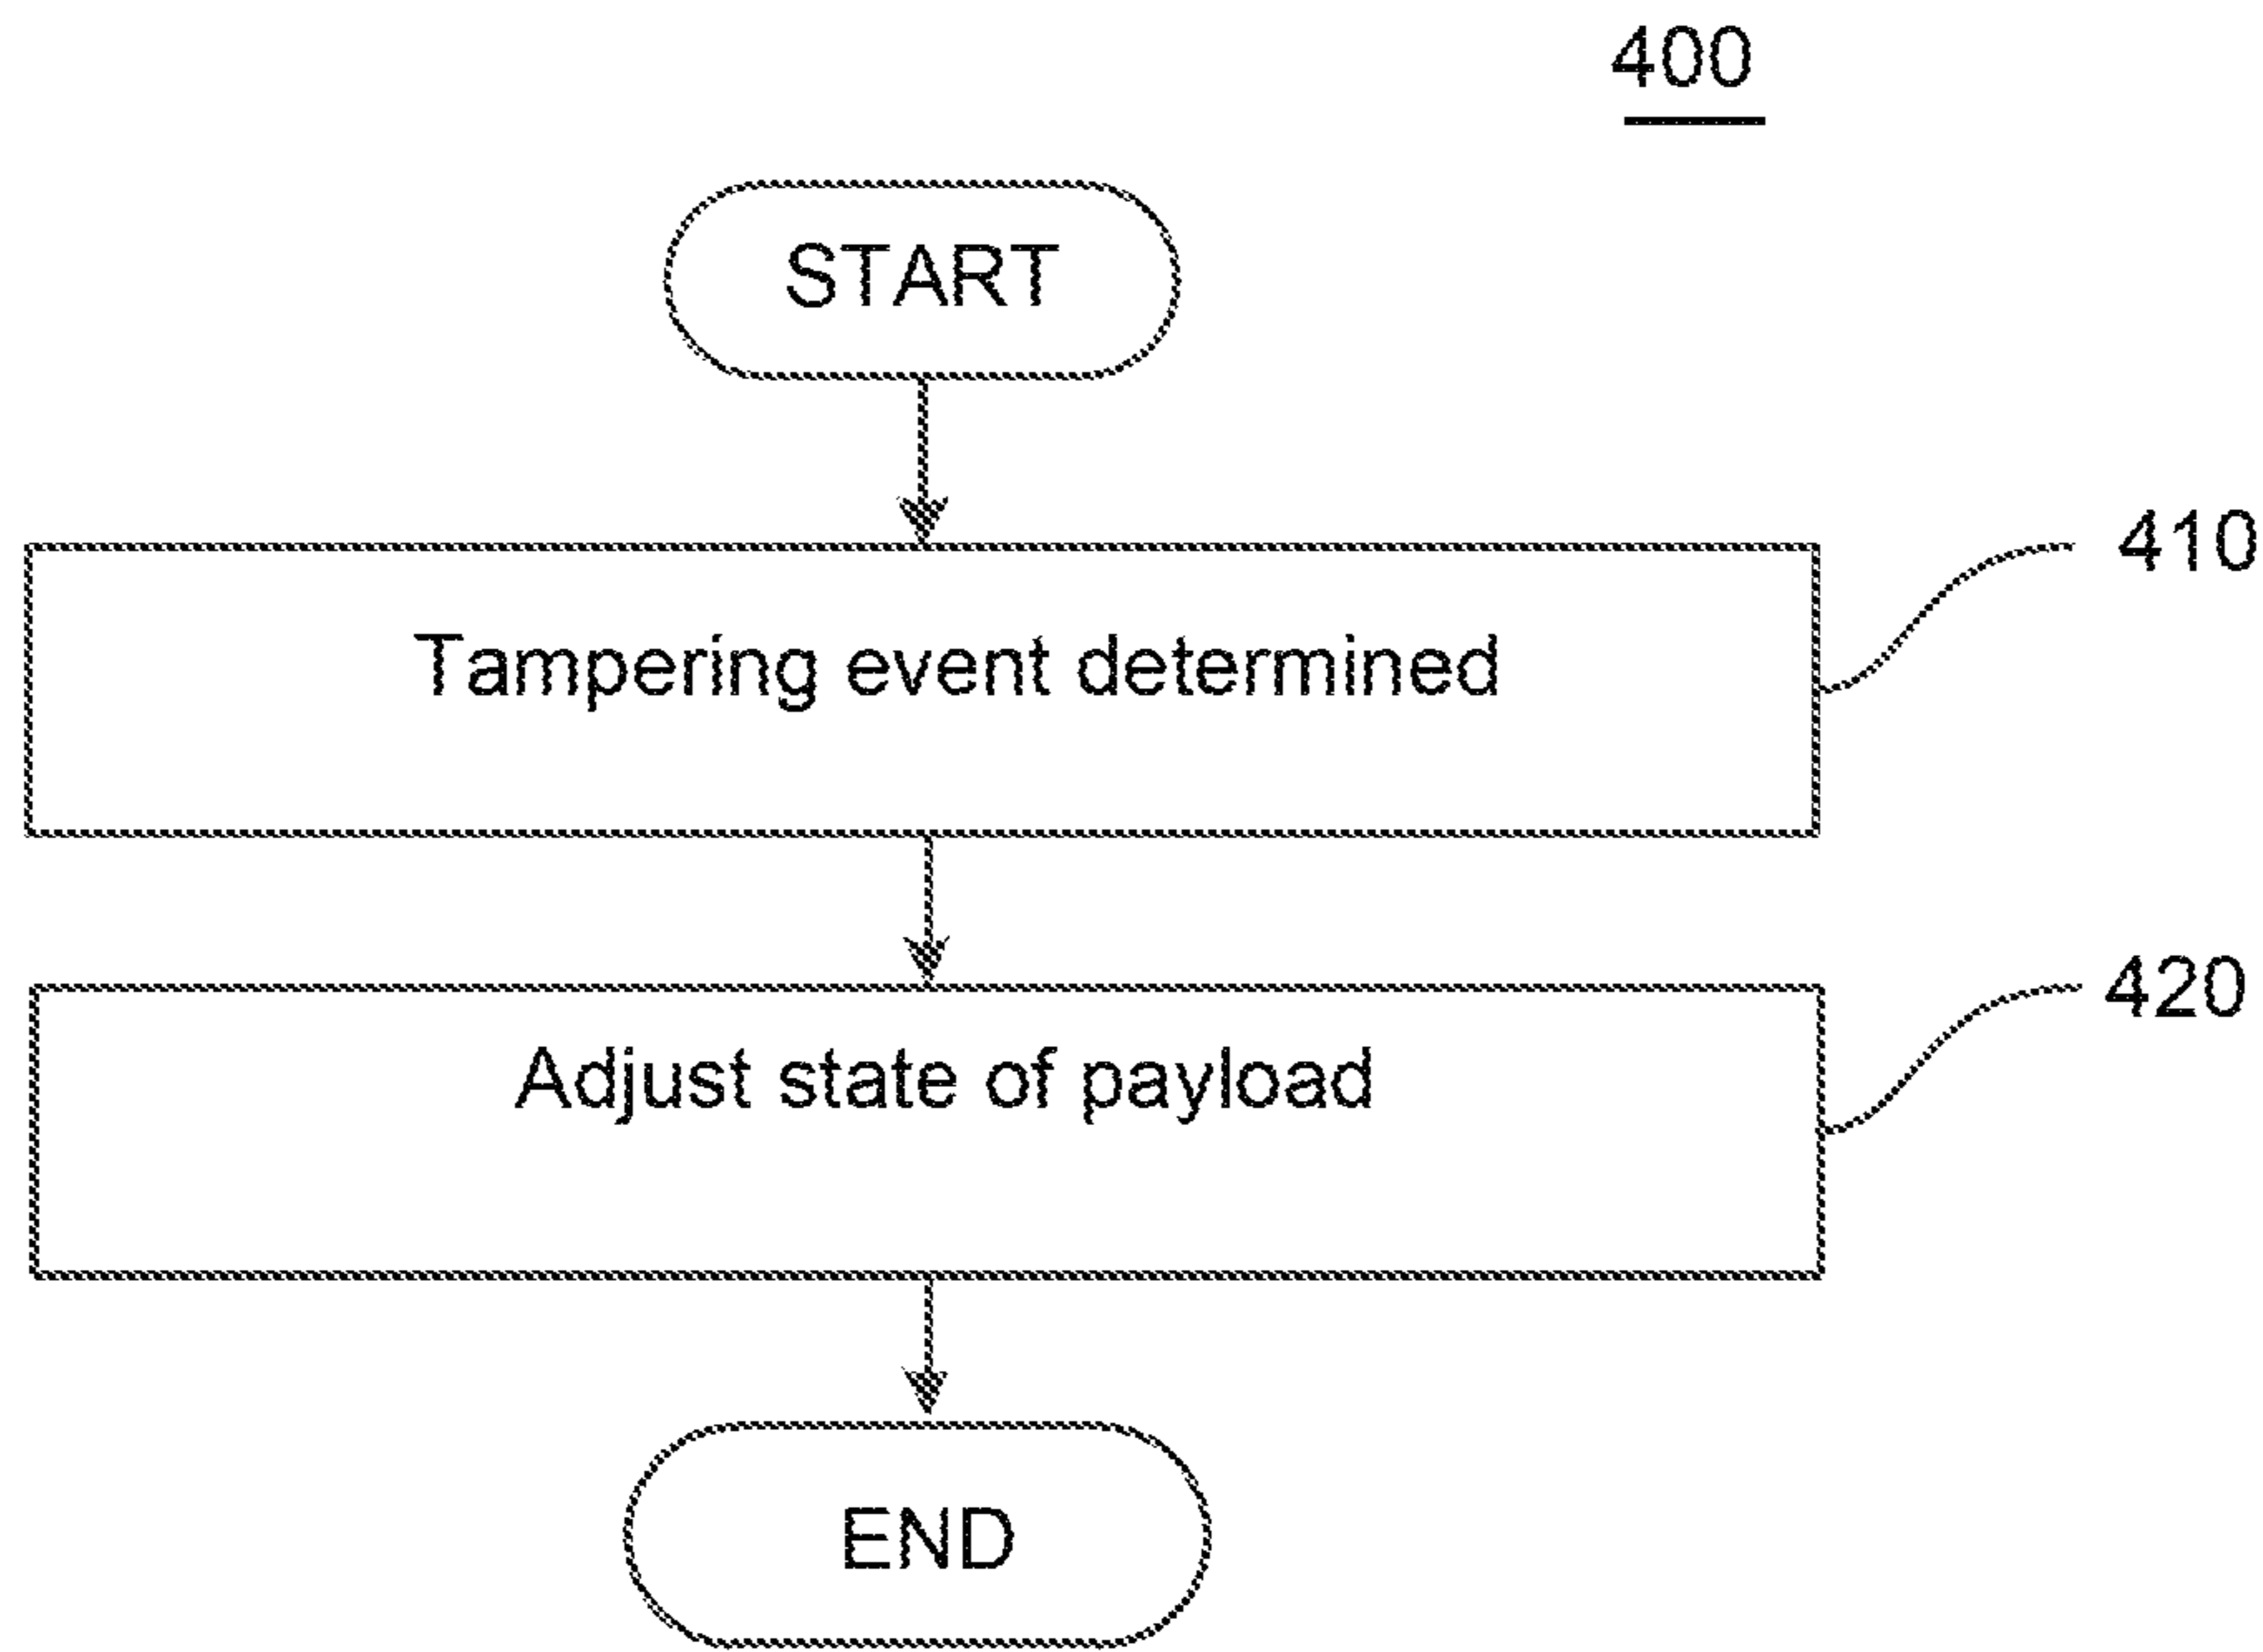 400
START
410
Tampering event determined
420
Adjust state of payload
END